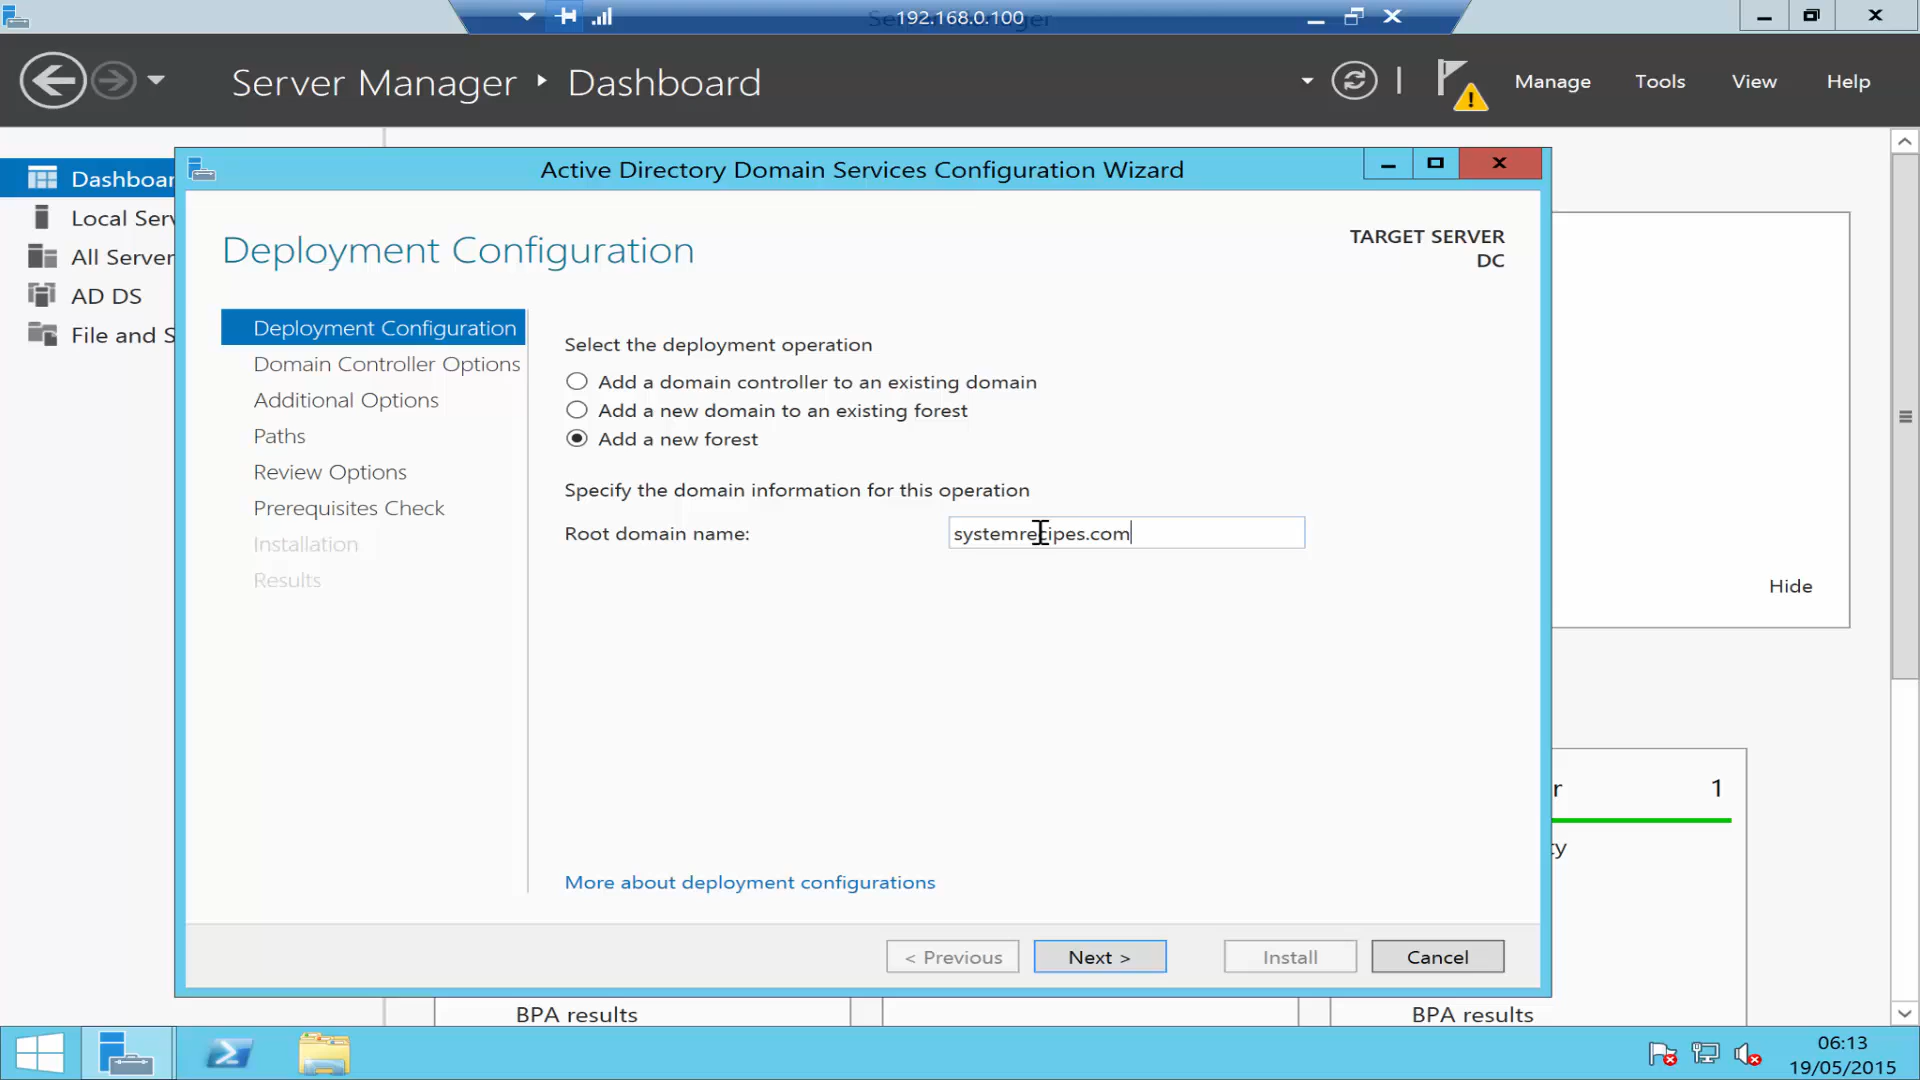 192.168.0.100
Server Manager
Dashboard
Manage
Tools
View
Help
Dashboar
Local Serv
All Server
AD DS
File and S
Active Directory Domain Services Configuration Wizard
Deployment Configuration
TARGET SERVER
DC
Deployment Configuration
Domain Controller Options
Additional Options
Paths
Review Options
Prerequisites Check
Installation
Results
Select the deployment operation
Add a domain controller to an existing domain
Add a new domain to an existing forest
Add a new forest
Specify the domain information for this operation
Root domain name:
systemrecipes.com
More about deployment configurations
< Previous
Next >
Install
Cancel
Hide
r
1
ty
BPA results
BPA results
06:13
19/05/2015